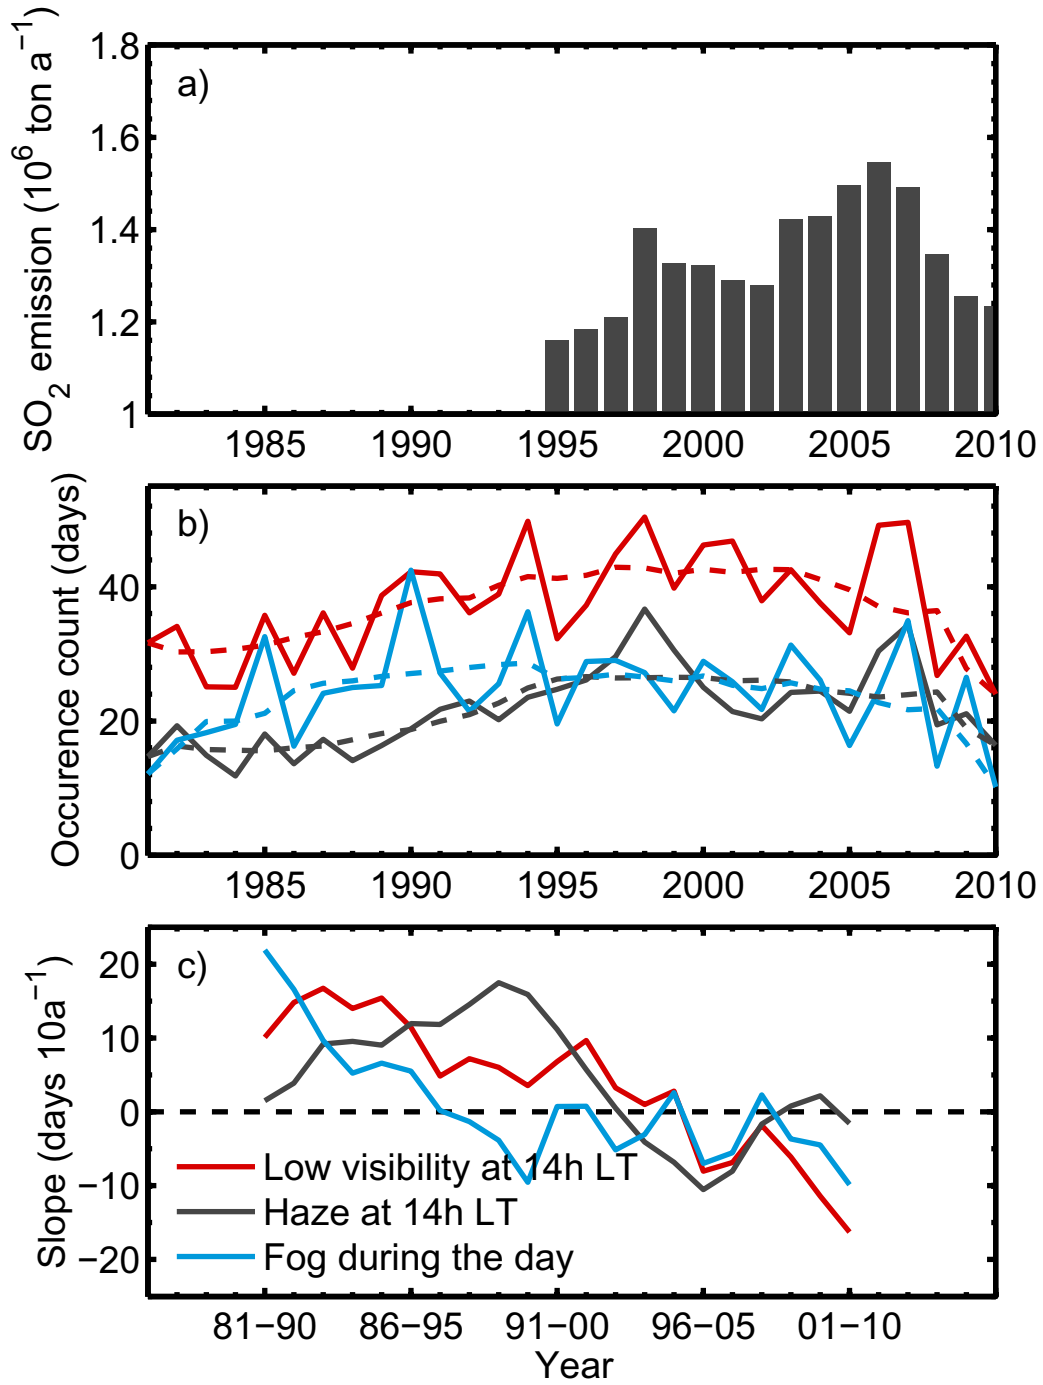 SO2 emission (10^6 ton a^−1)
1.8
1.6
1.4
1.2
1
a)
1985 1990 1995 2000 2005 2010
Occurence count (days)
40
20
0
b)
1985 1990 1995 2000 2005 2010
Slope (days 10a^−1)
20
10
0
−10
−20
c)
Low visibility at 14h LT
Haze at 14h LT
Fog during the day
81−90 86−95 91−00 96−05 01−10
Year